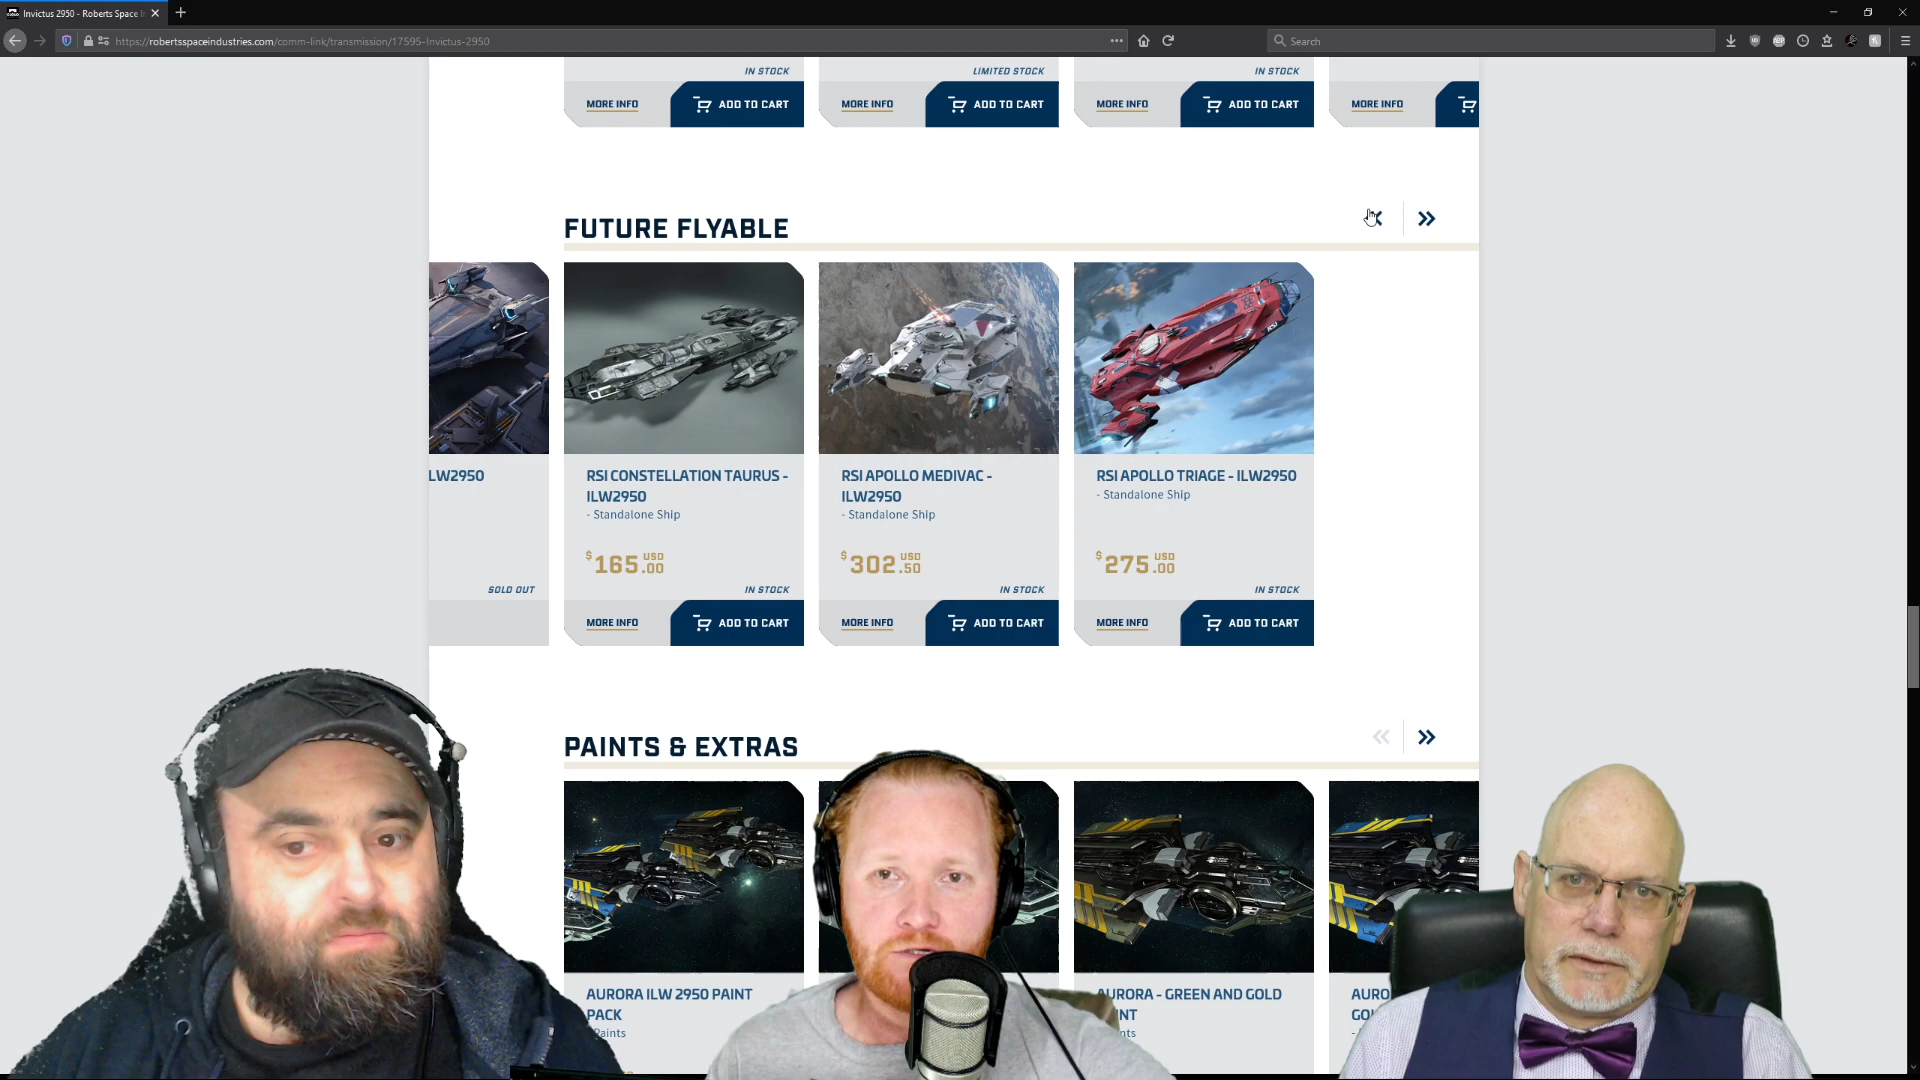 Invictus 2950 - Roberts Space I
https://robertsspaceindustries.com/comm-link/transmission/17595-Invictus-2950
Search
IN STOCK
LIMITED STOCK
IN STOCK
MORE INFO
ADD TO CART
MORE INFO
ADD TO CART
MORE INFO
ADD TO CART
MORE INFO
FUTURE FLYABLE
LW2950
SOLD OUT
RSI CONSTELLATION TAURUS -
ILW2950
- Standalone Ship
$165.00 USD
IN STOCK
MORE INFO
ADD TO CART
RSI APOLLO MEDIVAC -
ILW2950
- Standalone Ship
$302.50 USD
IN STOCK
MORE INFO
ADD TO CART
RSI APOLLO TRIAGE - ILW2950
- Standalone Ship
$275.00 USD
IN STOCK
MORE INFO
ADD TO CART
PAINTS & EXTRAS
AURORA ILW 2950 PAINT
PACK
Paints
AURORA - GREEN AND GOLD
INT
nts
AURO
GOL